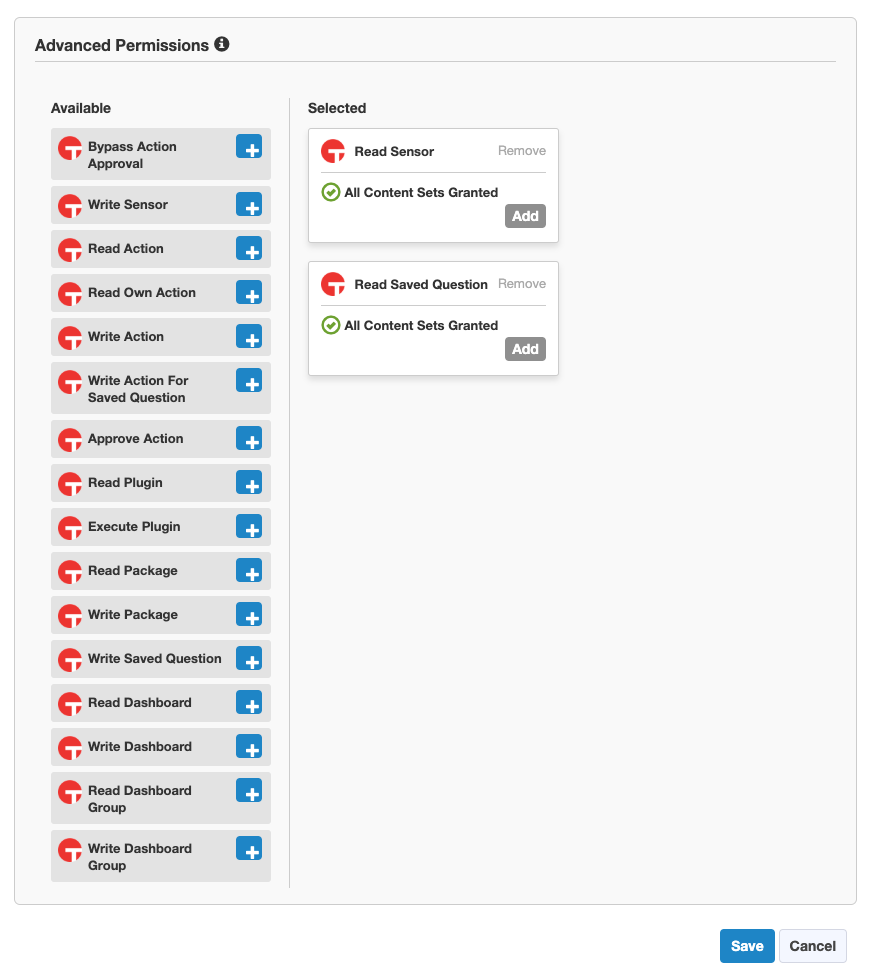 Advanced Permissions
Available
Bypass Action
Approval
Write Sensor
Read Action
Read Own Action
Write Action
Write Action For
Saved Question
Approve Action
Read Plugin
Execute Plugin
Read Package
Write Package
Write Saved Question
Read Dashboard
Write Dashboard
Read Dashboard
Group
Write Dashboard
Group
Selected
Read Sensor Remove
All Content Sets Granted
Add
Read Saved Question Remove
All Content Sets Granted
Add
Save Cancel